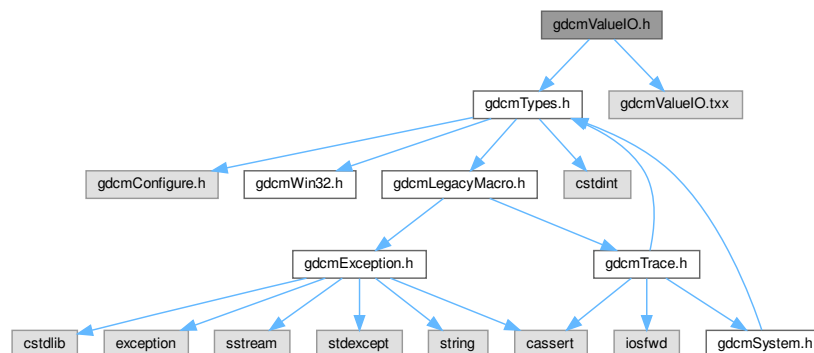 gdcmValueIO.h
gdcmTypes.h
gdcmValueIO.txx
gdcmConfigure.h
gdcmWin32.h
gdcmLegacyMacro.h
cstdint
gdcmException.h
gdcmTrace.h
cstdlib
exception
sstream
stdexcept
string
cassert
iosfwd
gdcmSystem.h